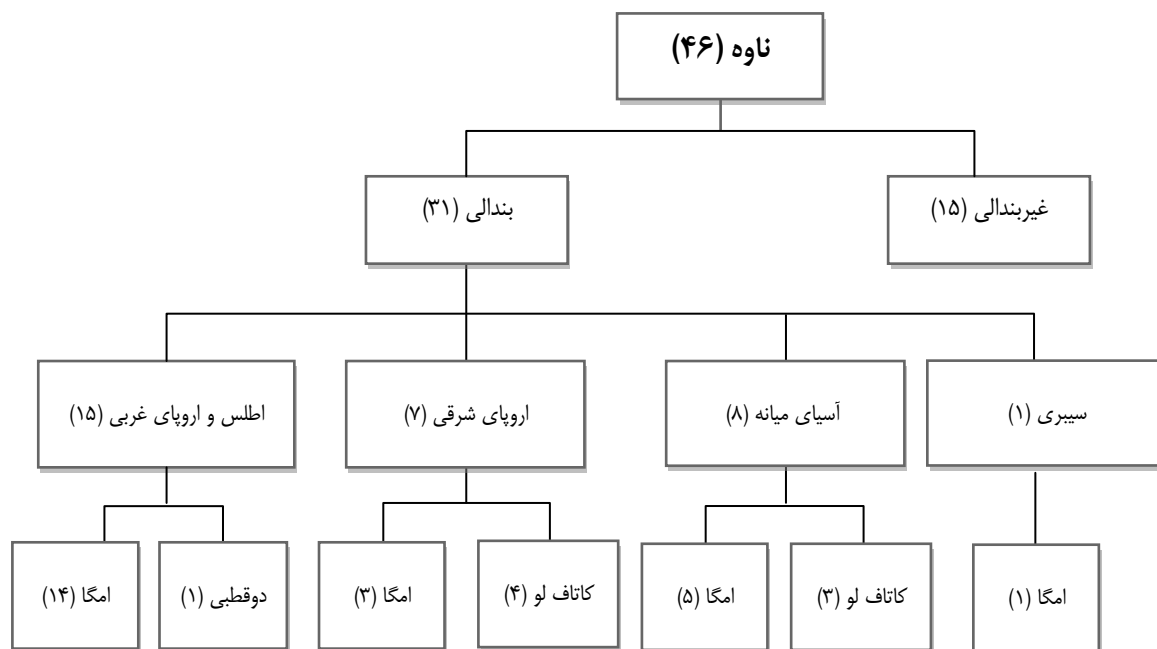 ناوه (۴۶)
غیربندالی (۱۵)
بندالی (۳۱)
سیبری (۱)
آسیای میانه (۸)
اروپای شرقی (۷)
اطلس و اروپای غربی (۱۵)
امگا (۱)
کاتاف لو (۳)
امگا (۵)
کاتاف لو (۴)
امگا (۳)
دوقطبی (۱)
امگا (۱۴)